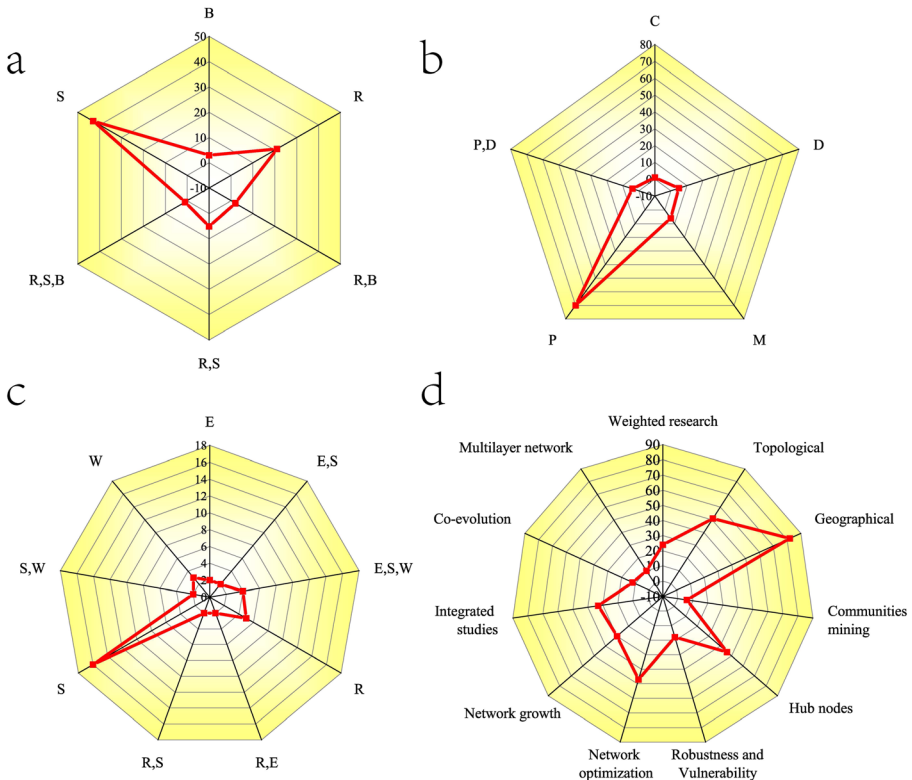 a
B
50
40
30
20
10
0
-10
S
R
R,S,B
R,B
R,S
b
C
80
70
60
50
40
30
20
10
0
-10
P,D
D
P
M
c
E
18
16
14
12
10
8
6
4
2
0
W
E,S
S,W
E,S,W
S
R
R,S
R,E
d
Weighted research
90
80
70
60
50
40
30
20
10
0
-10
Multilayer network
Topological
Co-evolution
Geographical
Integrated
studies
Communities
mining
Network growth
Hub nodes
Network
optimization
Robustness and
Vulnerability